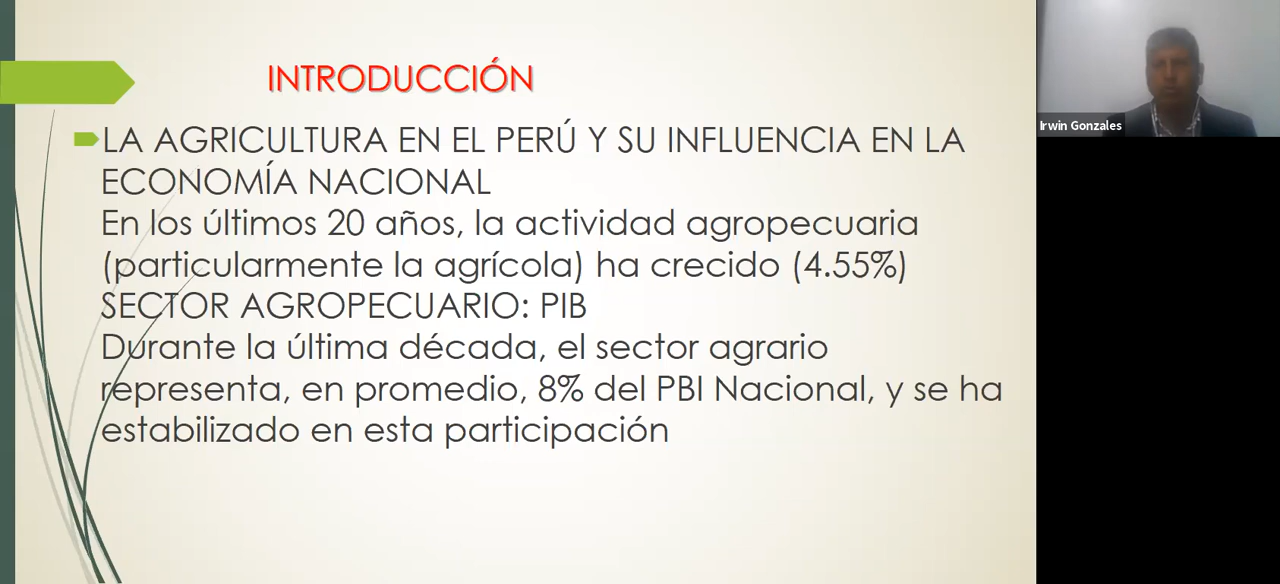 INTRODUCCIÓN
LA AGRICULTURA EN EL PERÚ Y SU INFLUENCIA EN LA
ECONOMÍA NACIONAL
En los últimos 20 años, la actividad agropecuaria
(particularmente la agrícola) ha crecido (4.55%)
SECTOR AGROPECUARIO: PIB
Durante la última década, el sector agrario
representa, en promedio, 8% del PBI Nacional, y se ha
estabilizado en esta participación
Irwin Gonzales